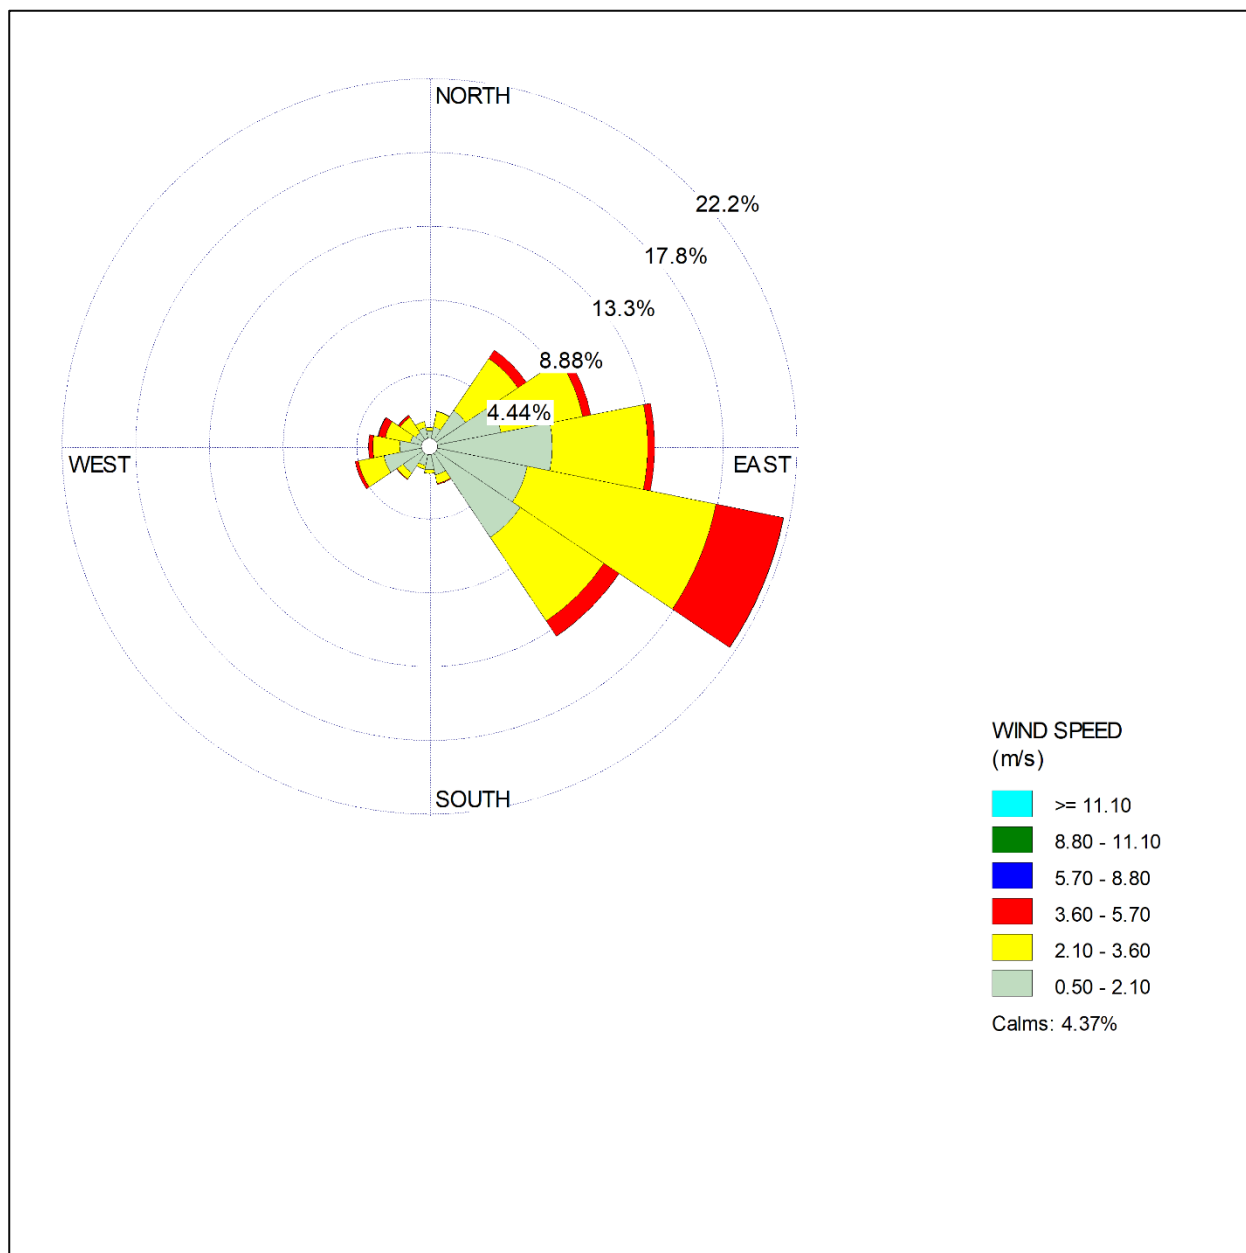 NORTH
22.2%
17.8%
13.3%
8.88%
4.44%
WEST
EAST
SOUTH
WIND SPEED
(m/s)
>= 11.10
8.80 - 11.10
5.70 - 8.80
3.60 - 5.70
2.10 - 3.60
0.50 - 2.10
Calms: 4.37%